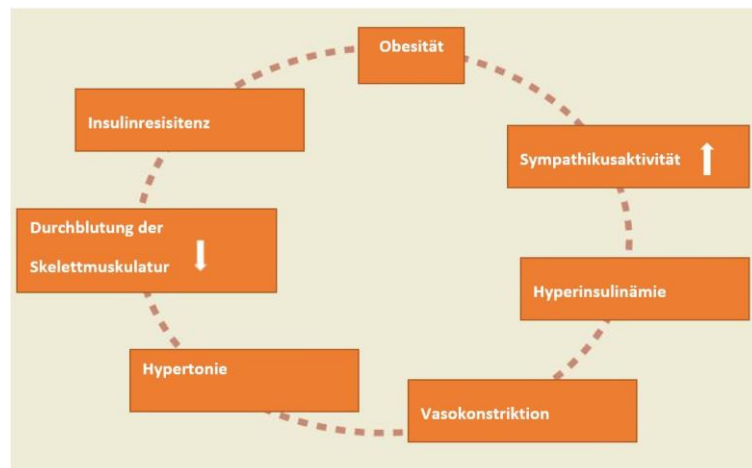 Obesität
Sympathikusaktivität
Hyperinsulinämie
Vasokonstriktion
Hypertonie
Durchblutung der
Skelettmuskulatur
Insulinresisitenz